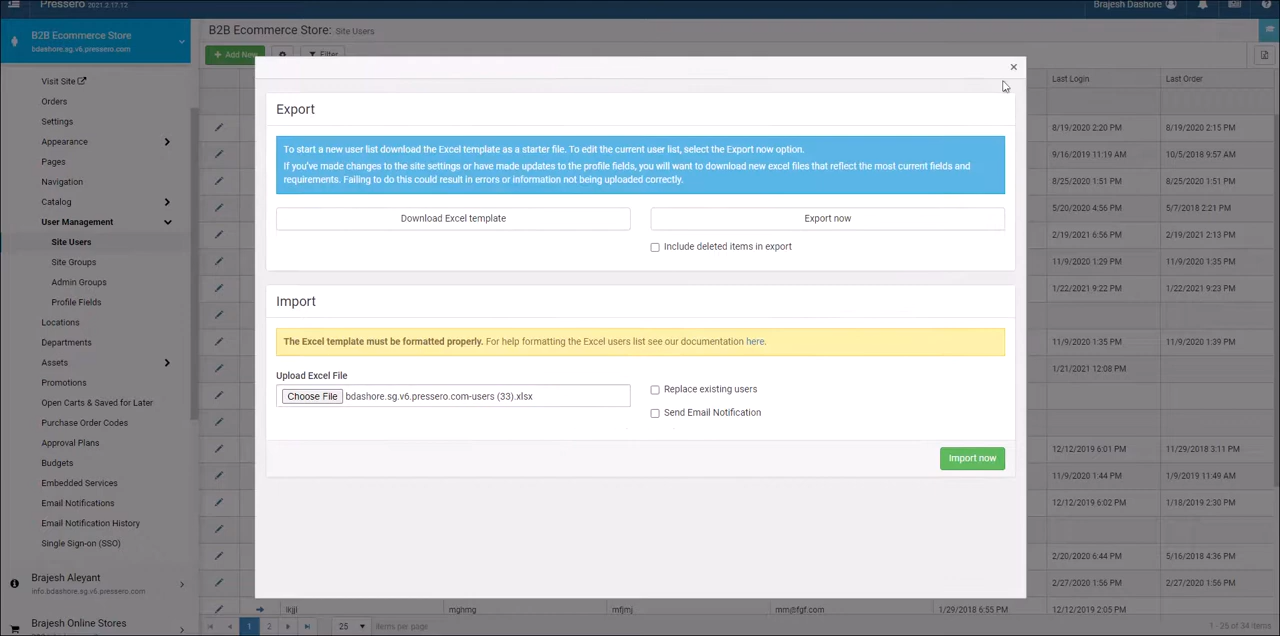 Pressero 2021.2.17.12
Brajesh Dashore
B2B Ecommerce Store
bdashore.sg.v6.pressero.com
B2B Ecommerce Store: Site Users
+ Add New
Filter
Visit Site
Orders
Settings
Appearance
Pages
Navigation
Catalog
User Management
Site Users
Site Groups
Admin Groups
Profile Fields
Locations
Departments
Assets
Promotions
Open Carts & Saved for Later
Purchase Order Codes
Approval Plans
Budgets
Embedded Services
Email Notifications
Email Notification History
Single Sign-on (SSO)
Brajesh Aleyant
info.bdashore.sg.v6.pressero.com
Brajesh Online Stores
×
Export
To start a new user list download the Excel template as a starter file. To edit the current user list, select the Export now option.
If you've made changes to the site settings or have made updates to the profile fields, you will want to download new excel files that reflect the most current fields and
requirements. Failing to do this could result in errors or information not being uploaded correctly.
Download Excel template
Export now
Include deleted items in export
Import
The Excel template must be formatted properly. For help formatting the Excel users list see our documentation here.
Upload Excel File
Choose File bdashore.sg.v6.pressero.com-users (33).xlsx
Replace existing users
Send Email Notification
Import now
Last Login Last Order
8/19/2020 2:20 PM 8/19/2020 2:15 PM
9/16/2019 11:19 AM 10/5/2018 9:57 AM
8/25/2020 1:51 PM 8/25/2020 1:51 PM
5/20/2020 4:56 PM 5/7/2018 2:21 PM
2/19/2021 6:56 PM 2/19/2021 2:13 PM
11/9/2020 1:29 PM 11/9/2020 1:35 PM
1/22/2021 9:22 PM 1/22/2021 9:23 PM
11/9/2020 1:35 PM 11/9/2020 1:39 PM
1/21/2021 12:08 PM
12/12/2019 6:01 PM 11/29/2018 3:11 PM
11/9/2020 1:44 PM 1/9/2019 11:49 AM
12/12/2019 6:02 PM 1/18/2019 2:30 PM
2/20/2020 6:44 PM 5/16/2018 4:36 PM
2/27/2020 1:56 PM 2/27/2020 1:56 PM
mghmg mfjmj mm@fgf.com 1/29/2018 6:55 PM 12/12/2019 2:05 PM
1 2 25 items per page 1 - 25 of 34 items